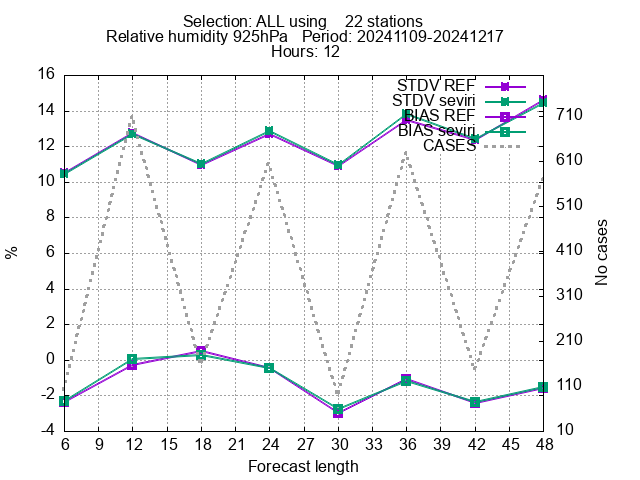 Selection: ALL using    22 stations
Relative humidity 925hPa   Period: 20241109-20241217
Hours: 12
STDV REF
STDV seviri
BIAS REF
BIAS seviri
CASES
16
14
12
10
8
6
4
2
0
-2
-4
%
710
610
510
410
310
210
110
10
No cases
6 9 12 15 18 21 24 27 30 33 36 39 42 45 48
Forecast length